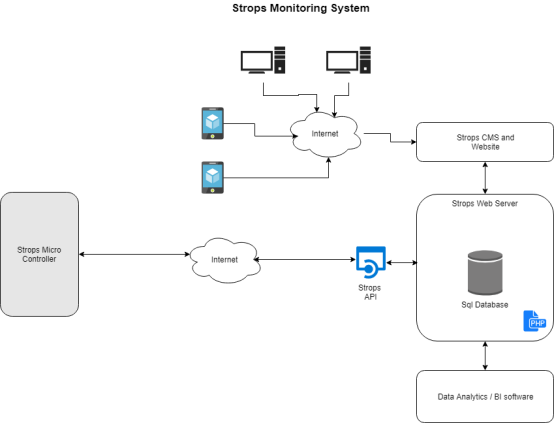 Strops Monitoring System
Internet
Strops CMS and
Website
Strops Web Server
Strops Micro
Controller
Internet
Strops
API
Sql Database
PHP
Data Analytics / BI software